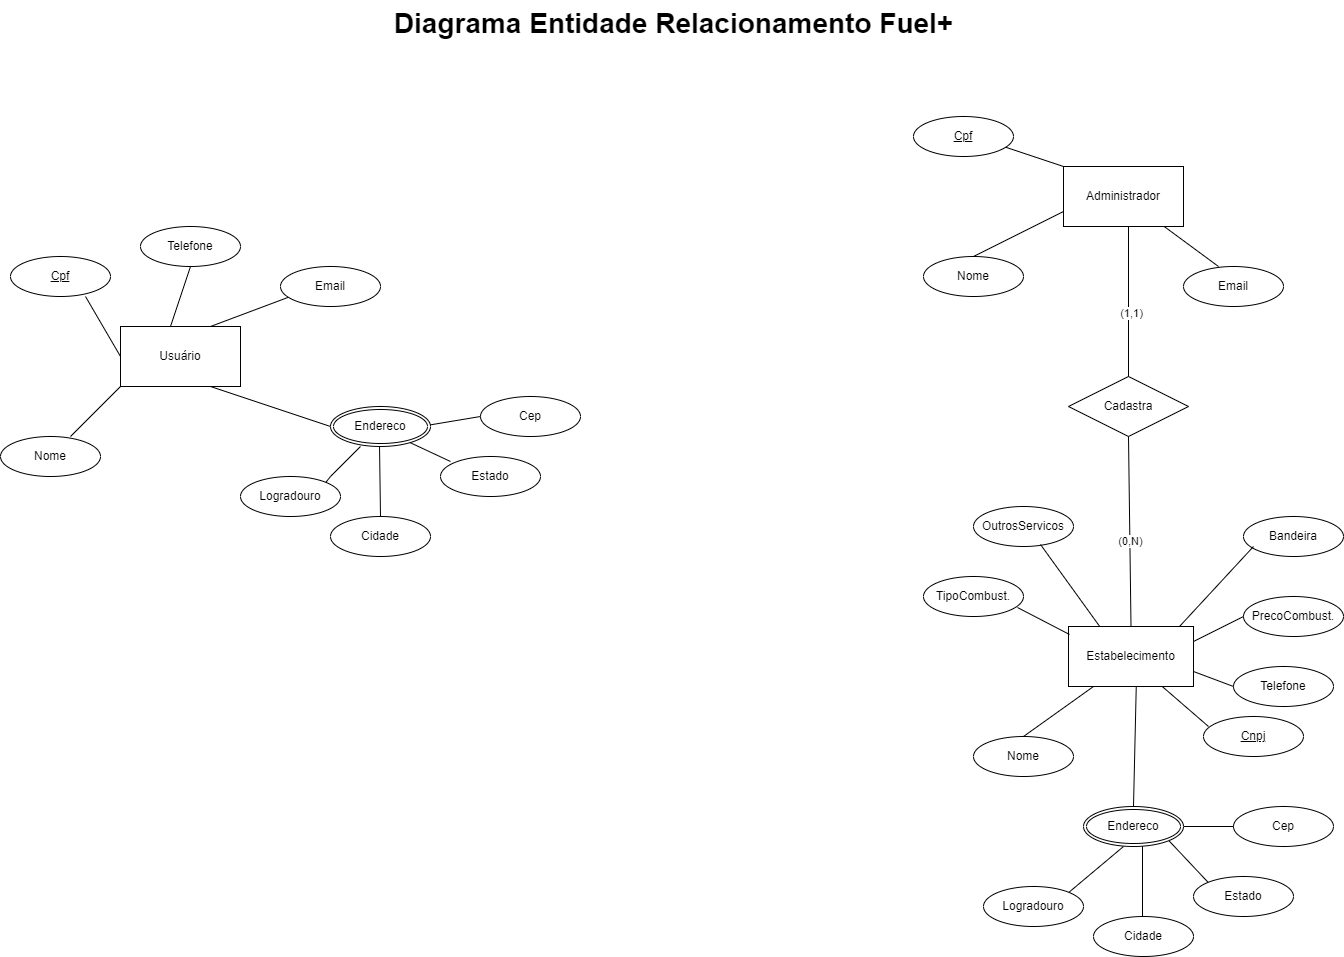 Diagrama Entidade Relacionamento Fuel+
Cpf
Administrador
Nome
Email
(1,1)
Cadastra
(0,N)
Telefone
Cpf
Email
Usuário
Nome
Endereco
Cep
Estado
Logradouro
Cidade
OutrosServicos
Bandeira
TipoCombust.
PrecoCombust.
Estabelecimento
Telefone
Cnpj
Nome
Endereco
Cep
Estado
Logradouro
Cidade